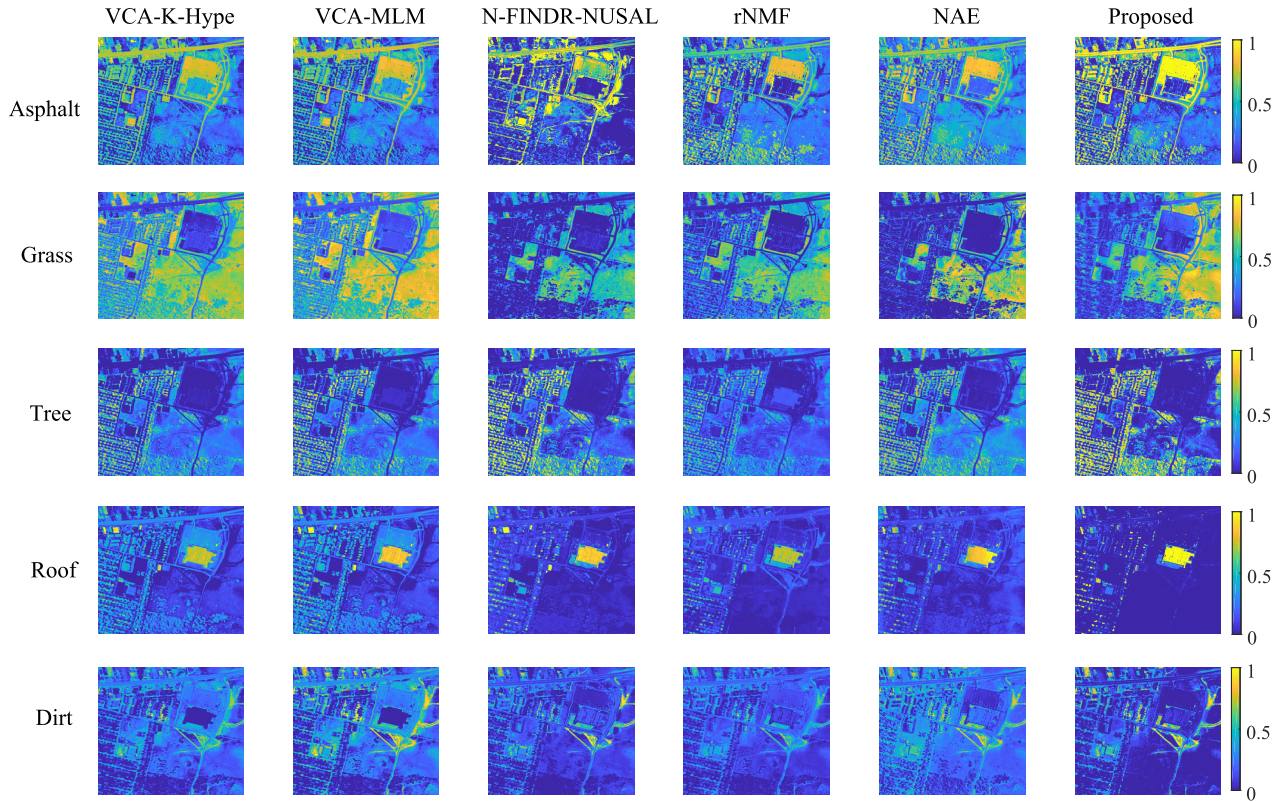 VCA-K-Hype VCA-MLM N-FINDR-NUSAL rNMF NAE Proposed
Asphalt
1
0.5
0
Grass
1
0.5
0
Tree
1
0.5
0
Roof
1
0.5
0
Dirt
1
0.5
0